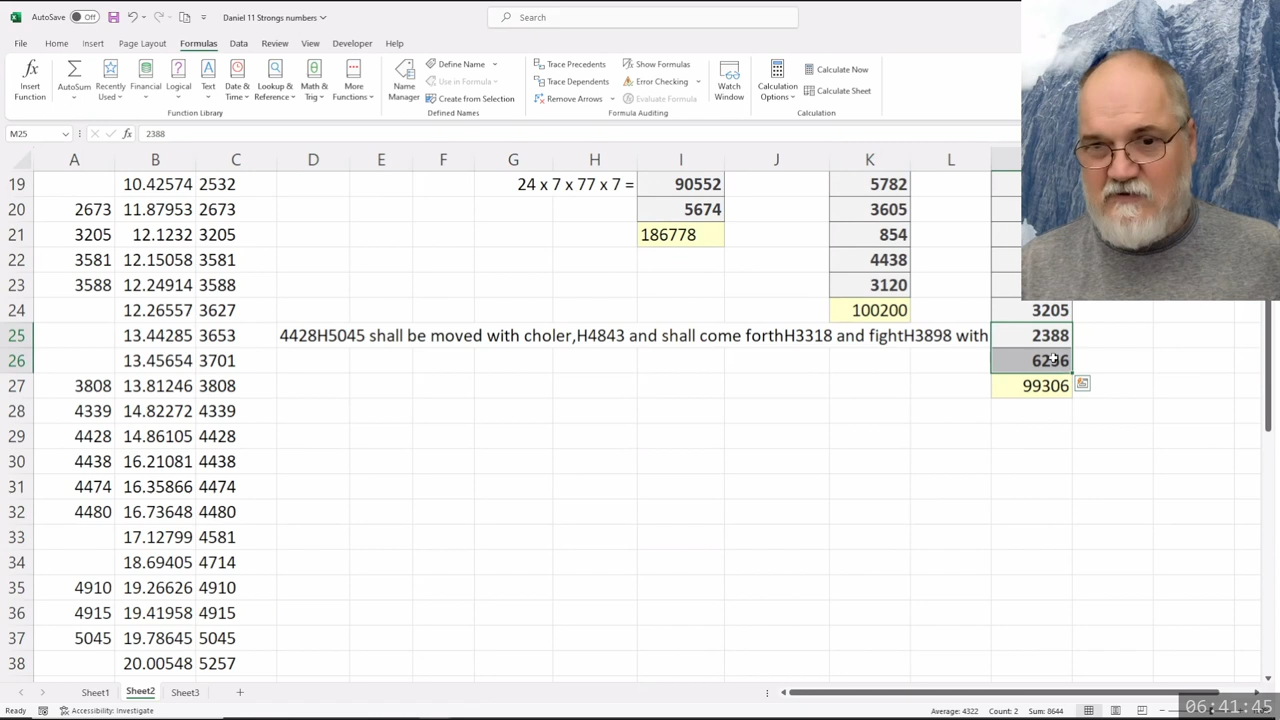 AutoSave Off Daniel 11 Strongs numbers Search
File Home Insert Page Layout Formulas Data Review View Developer Help
Insert Function AutoSum Recently Used Financial Logical Text Date & Time Lookup & Reference Math & Trig More Functions Name Manager Define Name Use in Formula Create from Selection Trace Precedents Trace Dependents Remove Arrows Show Formulas Error Checking Evaluate Formula Watch Window Calculation Options Calculate Now Calculate Sheet
Function Library Defined Names Formula Auditing Calculation
M25 fx 2388
A B C D E F G H I J K L
19 10.42574 2532 24 x 7 x 77 x 7 = 90552 5782
20 2673 11.87953 2673 5674 3605
21 3205 12.1232 3205 186778 854
22 3581 12.15058 3581 4438
23 3588 12.24914 3588 3120
24 12.26557 3627 100200 3205
25 13.44285 3653 4428H5045 shall be moved with choler,H4843 and shall come forthH3318 and fightH3898 with 2388
26 13.45654 3701 6236
27 3808 13.81246 3808 99306
28 4339 14.82272 4339
29 4428 14.86105 4428
30 4438 16.21081 4438
31 4474 16.35866 4474
32 4480 16.73648 4480
33 17.12799 4581
34 18.69405 4714
35 4910 19.26626 4910
36 4915 19.41958 4915
37 5045 19.78645 5045
38 20.00548 5257
Sheet1 Sheet2 Sheet3 +
Ready Accessibility: Investigate Average: 4322 Count: 2 Sum: 8644
06:41:45